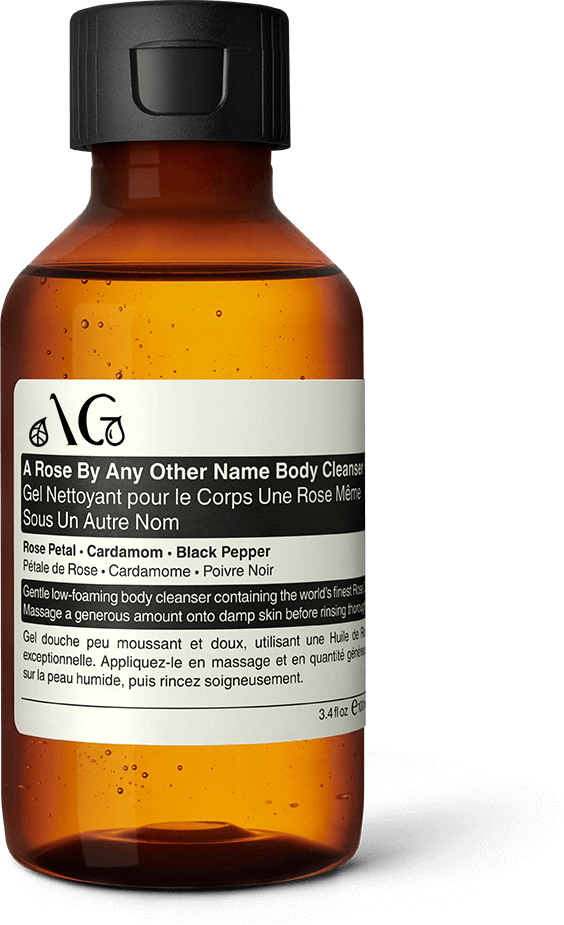 AG
A Rose By Any Other Name Body Cleanser
Gel Nettoyant pour le Corps Une Rose Même
Sous Un Autre Nom
Rose Petal • Cardamom • Black Pepper
Pétale de Rose • Cardamome • Poivre Noir
Gentle low-foaming body cleanser containing the world's finest Rose
Massage a generous amount onto damp skin before rinsing
Gel douche peu moussant et doux, utilisant une Huile de
exceptionnelle. Appliquez-le en massage et en quantité
sur la peau humide, puis rincez soigneusement.
3.4 fl oz ℮